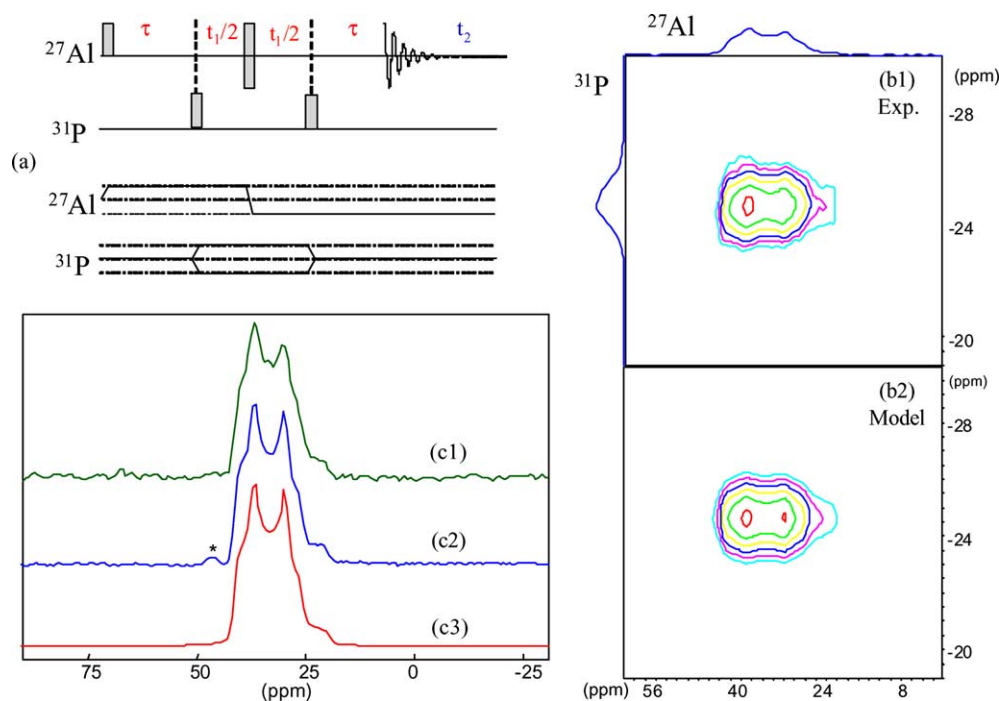 ²⁷Al τ t₁/2 t₁/2 τ t₂
³¹P
(a)
²⁷Al
³¹P
(c1)
*
(c2)
(c3)
75 50 25 0 -25
(ppm)
²⁷Al
³¹P
(b1)
Exp.
(ppm)
-28
-24
-20
(ppm)
(b2)
Model
-28
-24
-20
(ppm) 56 40 24 8